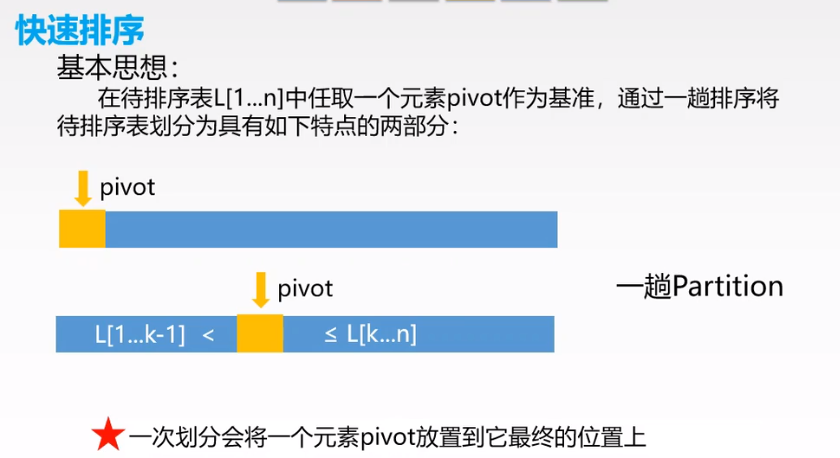 快速排序
基本思想：
在待排序表L[1...n]中任取一个元素pivot作为基准，通过一趟排序将
待排序表划分为具有如下特点的两部分：
pivot
pivot
一趟Partition
L[1...k-1] < ≤ L[k...n]
一次划分会将一个元素pivot放置到它最终的位置上